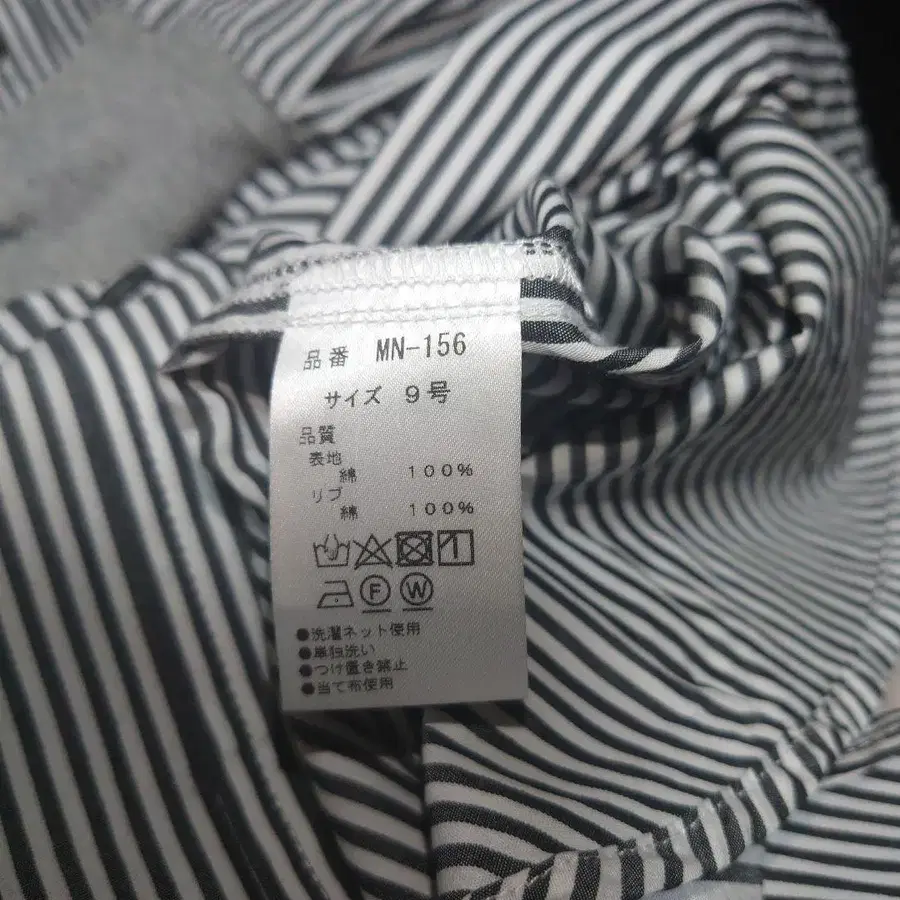 品番 MN-156
サイズ 9号
品質
表地
綿 100%
リブ
綿 100%
F W
●洗濯ネット使用
●単独洗い
●つけ置き禁止
●当て布使用